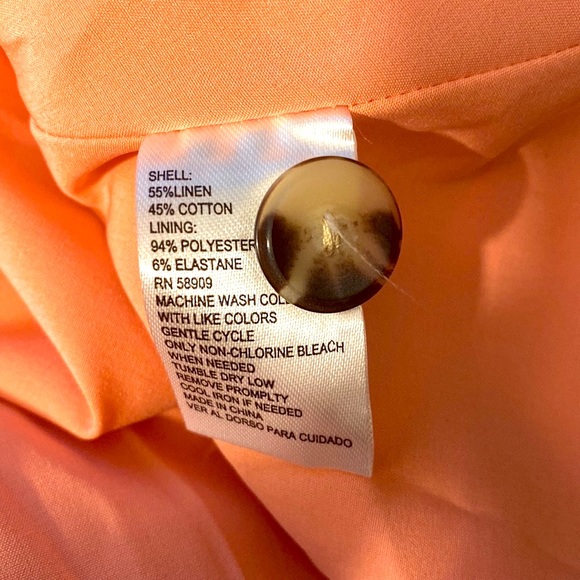 SHELL:
55%LINEN
45% COTTON
LINING:
94% POLYESTER
6% ELASTANE
RN 58909
MACHINE WASH
WITH LIKE COLORS
GENTLE CYCLE
ONLY NON-CHLORINE BLEACH
WHEN NEEDED
TUMBLE DRY LOW
REMOVE PROMPLTY
COOL IRON IF NEEDED
MADE IN CHINA
VER AL DORSO PARA CUIDADO